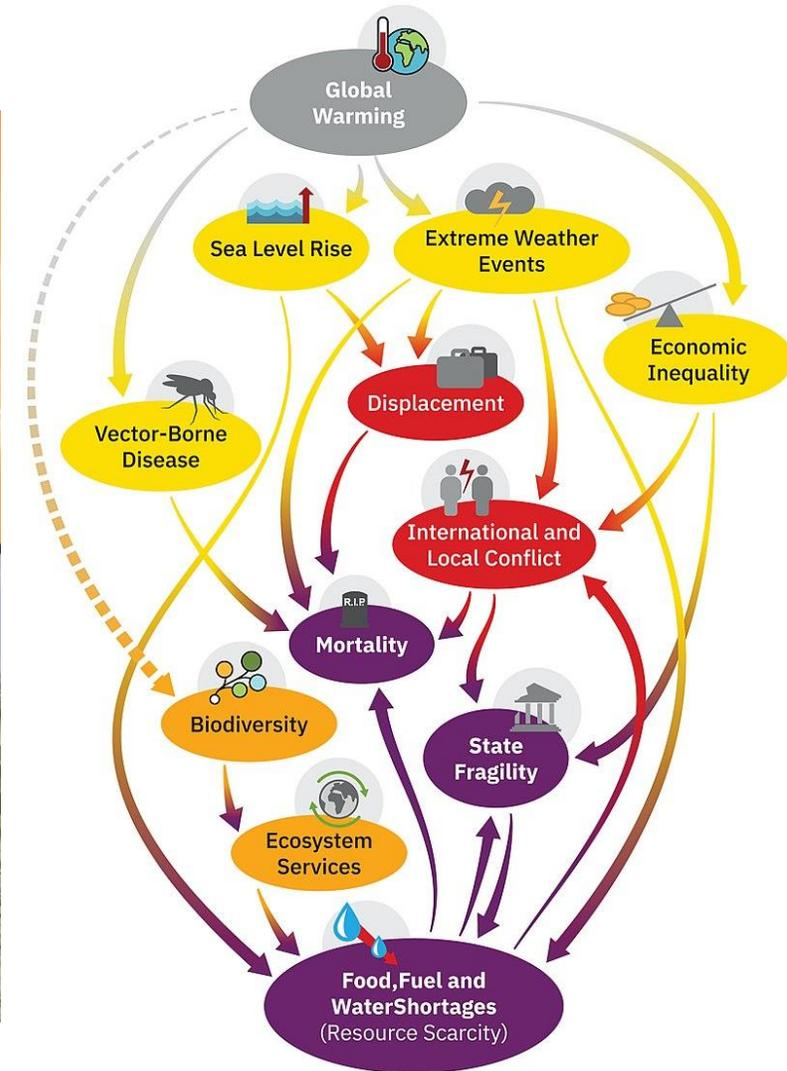 Global
Warming
Sea Level Rise
Extreme Weather
Events
Economic
Inequality
Displacement
Vector-Borne
Disease
International and
Local Conflict
R.I.P.
Mortality
Biodiversity
State
Fragility
Ecosystem
Services
Food,Fuel and
WaterShortages
(Resource Scarcity)